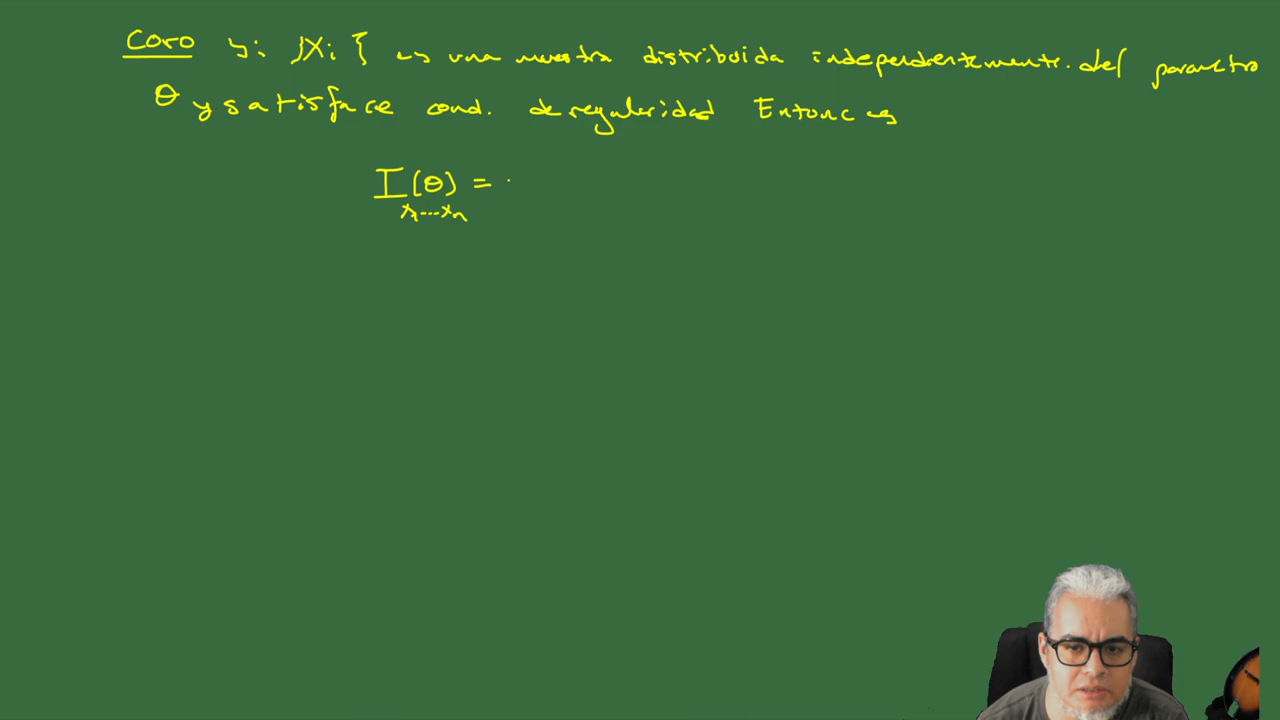 Coro si {Xi} es una muestra distribuida independientemente. del parametro
θ y satisface cond. de regularidad Entonces
I(θ) =
x1...xn